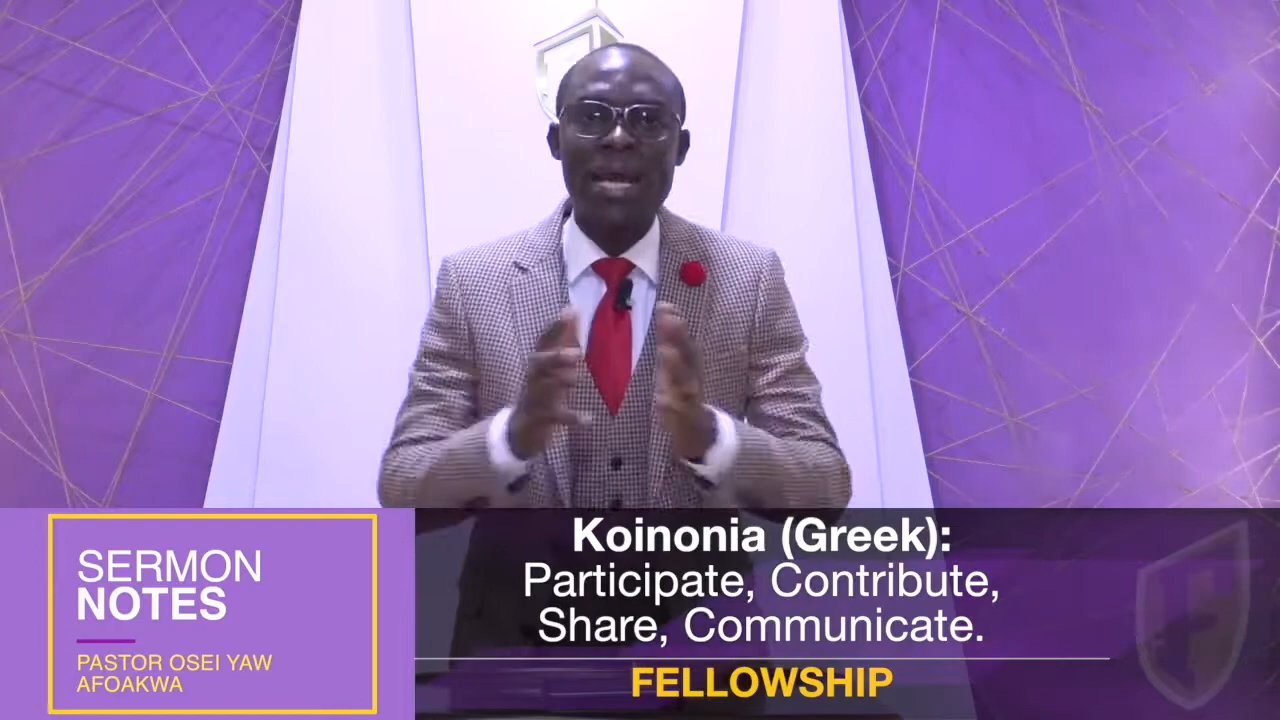 SERMON
NOTES
PASTOR OSEI YAW
AFOAKWA
Koinonia (Greek):
Participate, Contribute,
Share, Communicate.
FELLOWSHIP